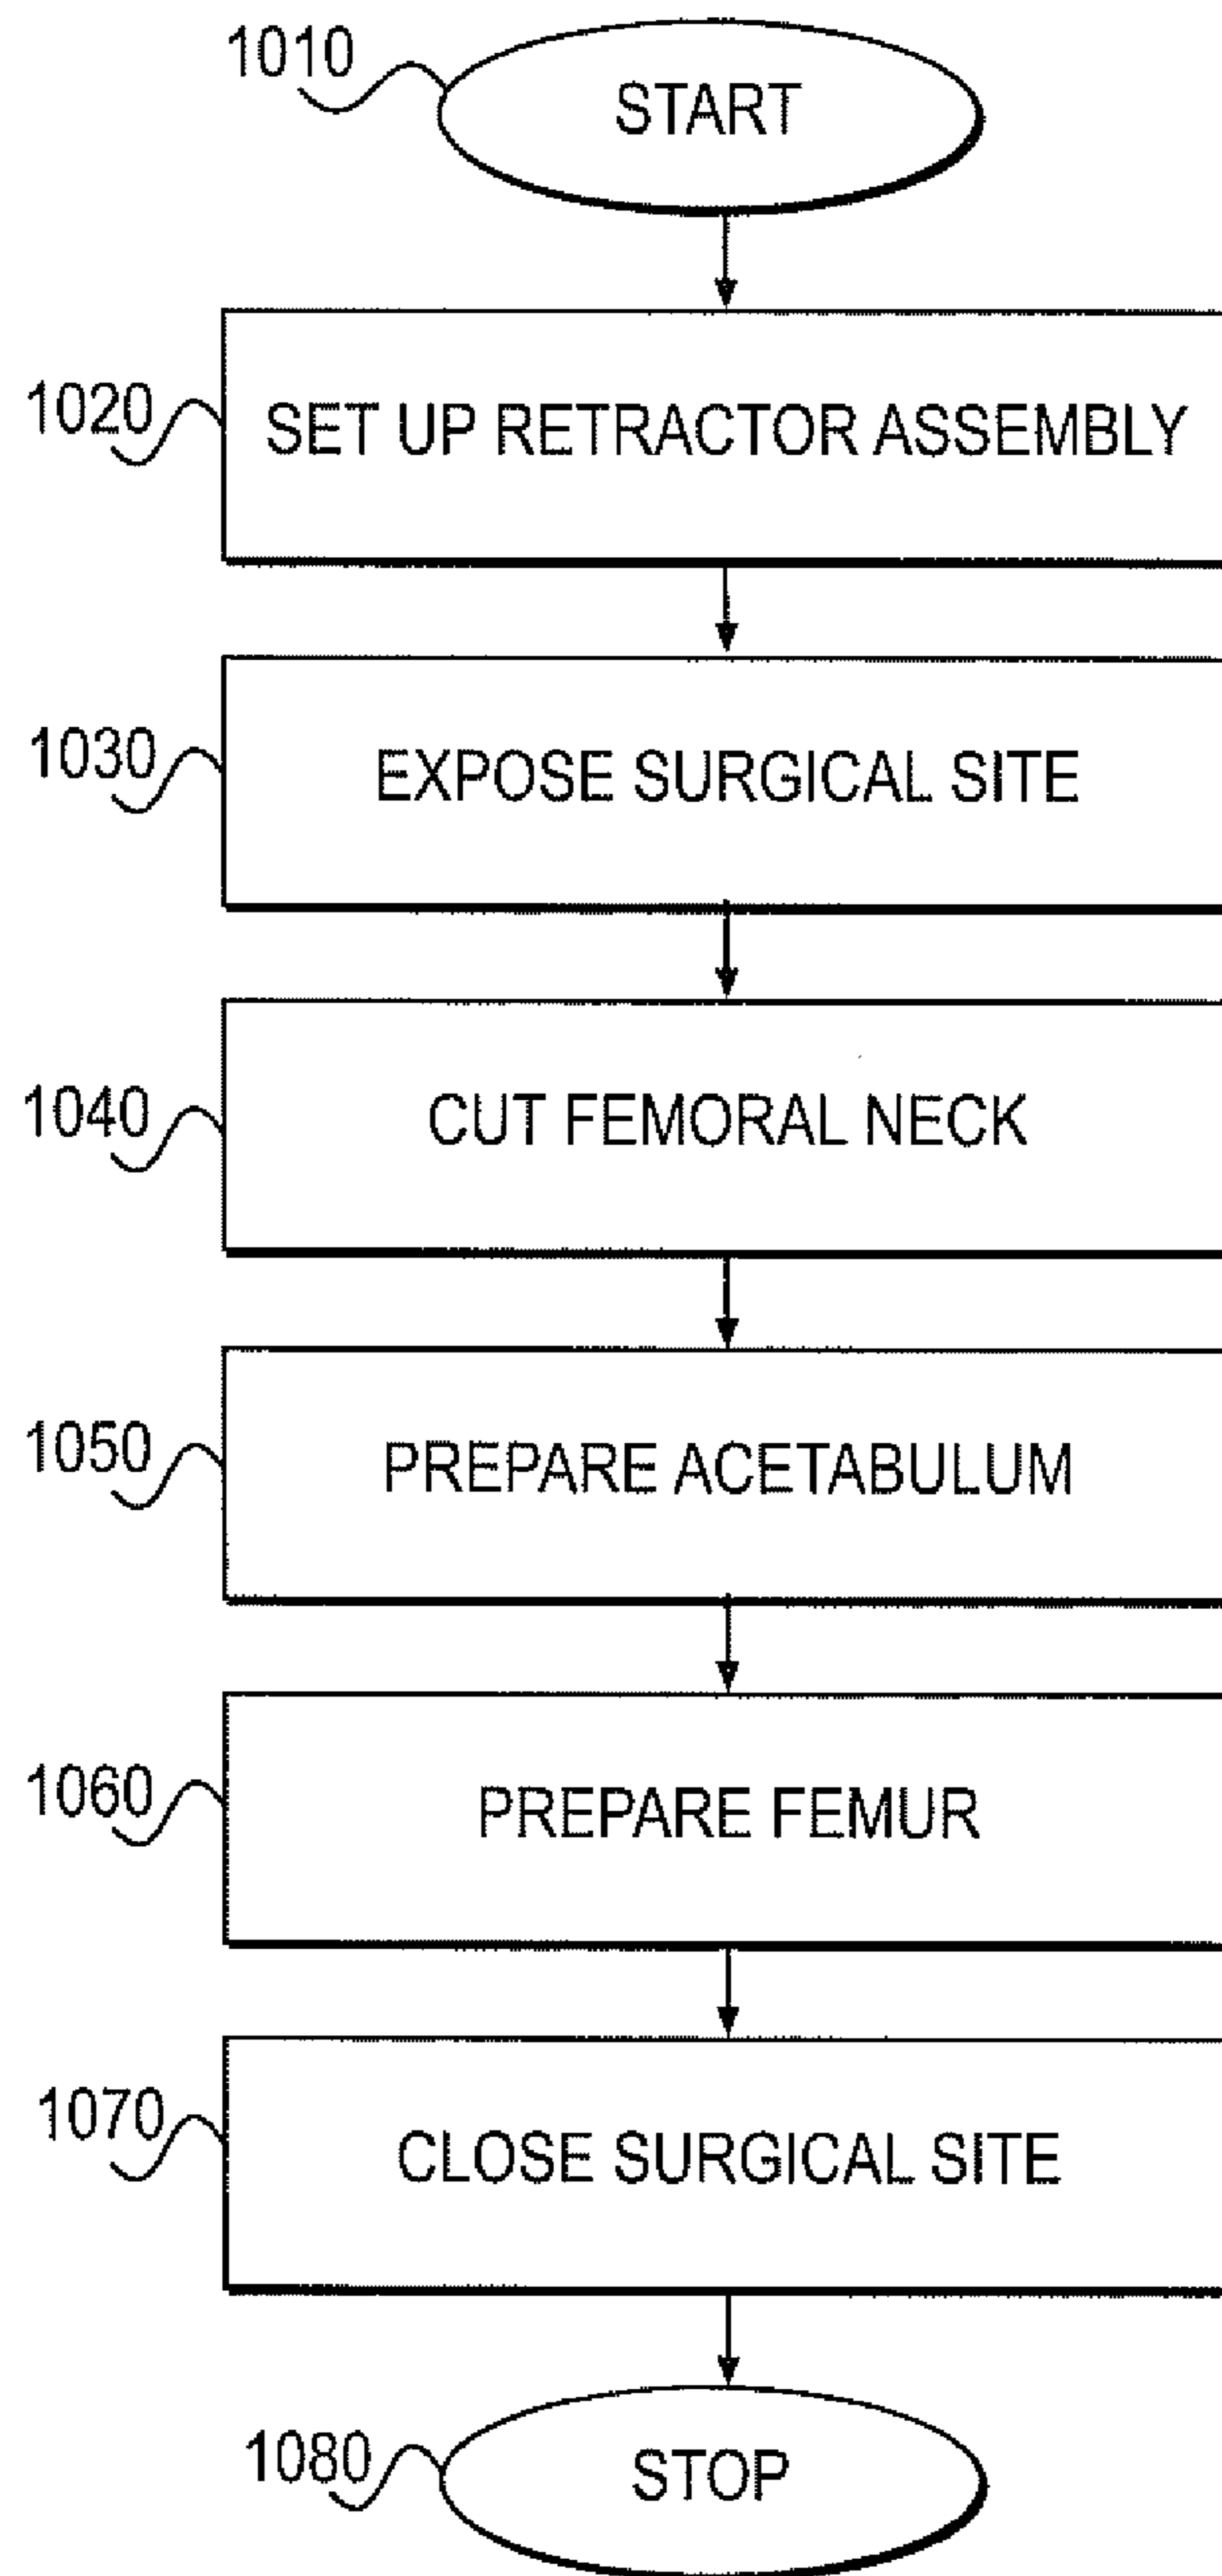 1010
START
1020
SET UP RETRACTOR ASSEMBLY
1030
EXPOSE SURGICAL SITE
1040
CUT FEMORAL NECK
1050
PREPARE ACETABULUM
1060
PREPARE FEMUR
1070
CLOSE SURGICAL SITE
1080
STOP